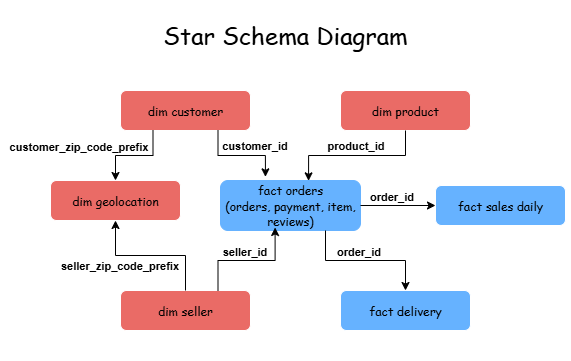 Star Schema Diagram
dim customer
dim product
customer_zip_code_prefix
customer_id
product_id
dim geolocation
fact orders
(orders, payment, item,
reviews)
order_id
fact sales daily
seller_zip_code_prefix
seller_id
order_id
dim seller
fact delivery